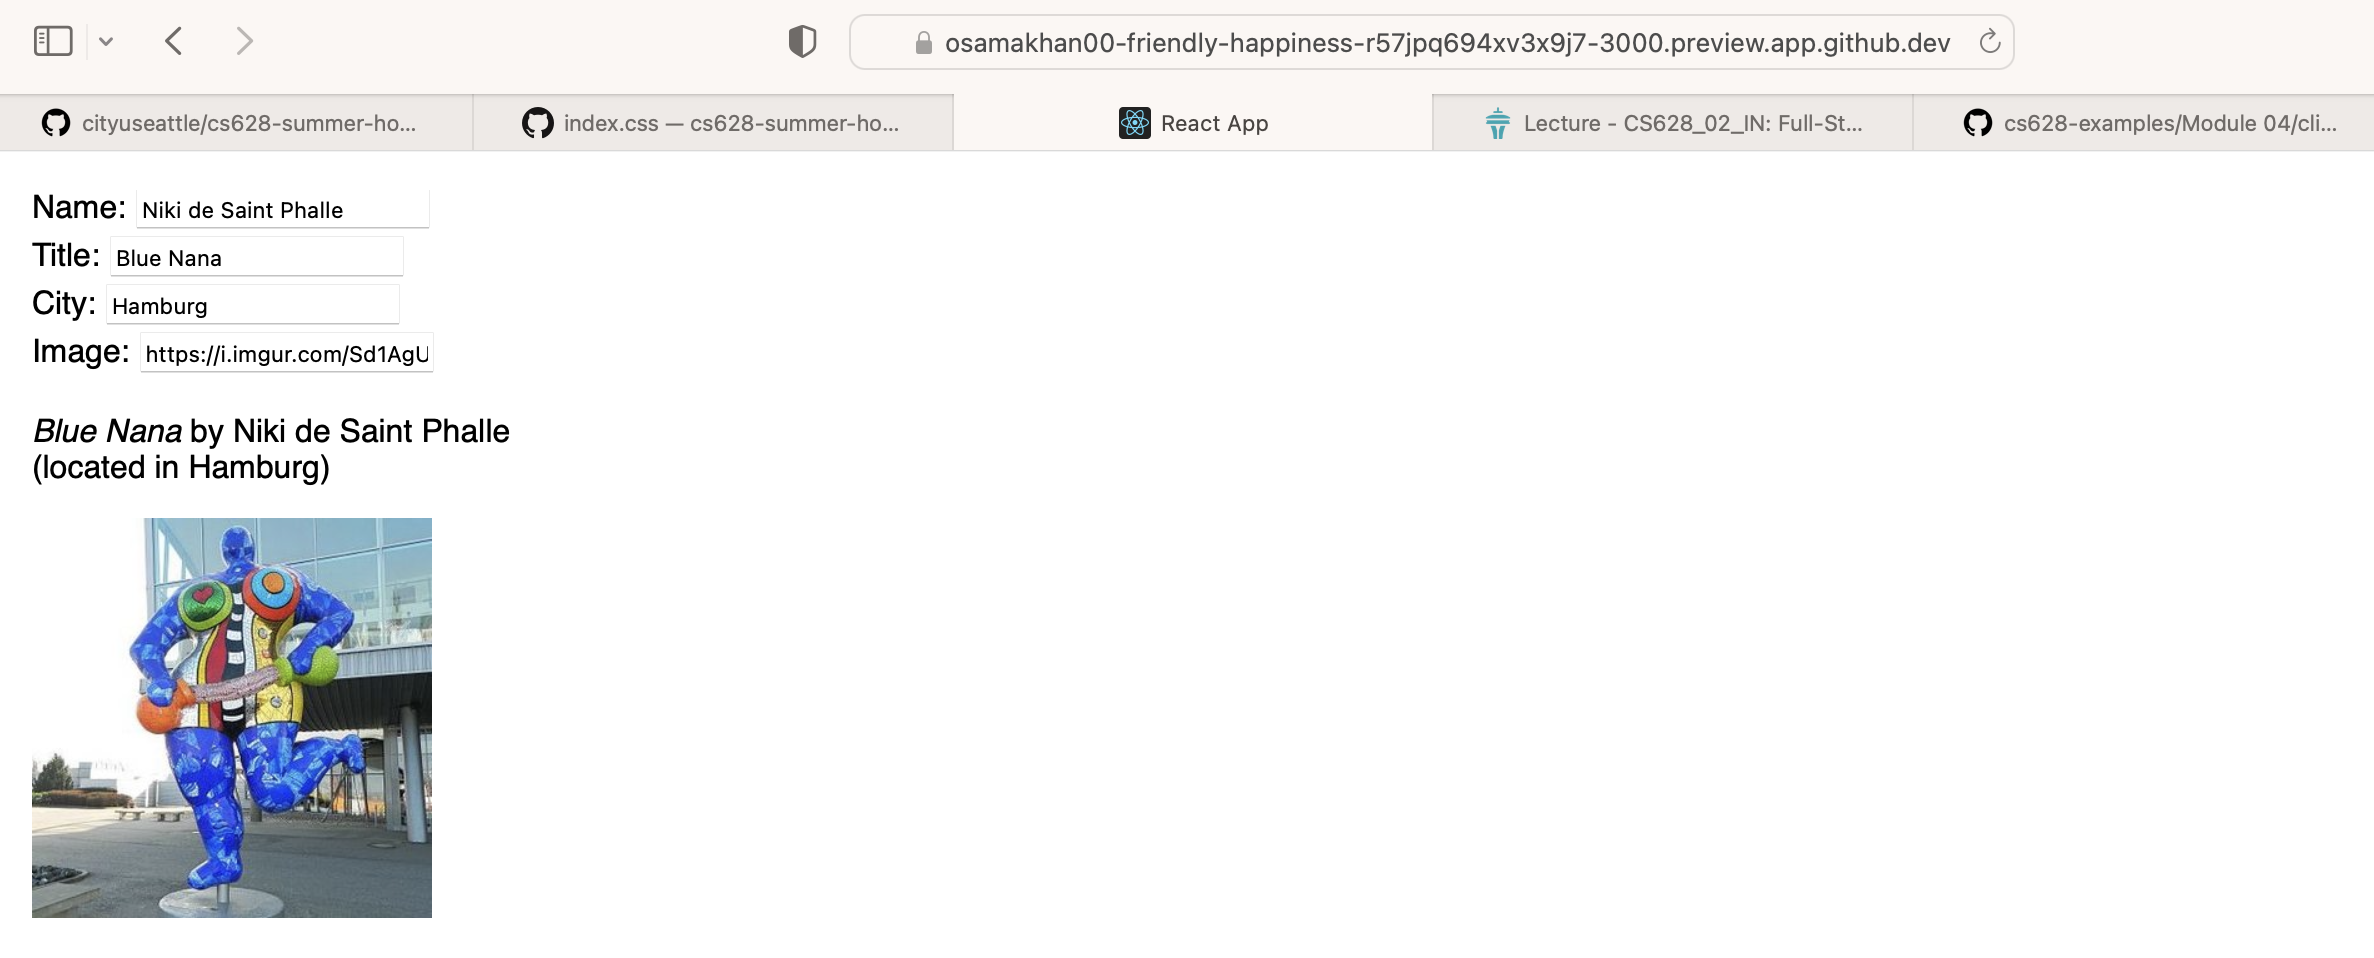 osamakhan00-friendly-happiness-r57jpq694xv3x9j7-3000.preview.app.github.dev
cityuseattle/cs628-summer-ho...
index.css — cs628-summer-ho...
React App
Lecture - CS628_02_IN: Full-St...
cs628-examples/Module 04/cli...
Name: Niki de Saint Phalle
Title: Blue Nana
City: Hamburg
Image: https://i.imgur.com/Sd1AgU
Blue Nana by Niki de Saint Phalle
(located in Hamburg)